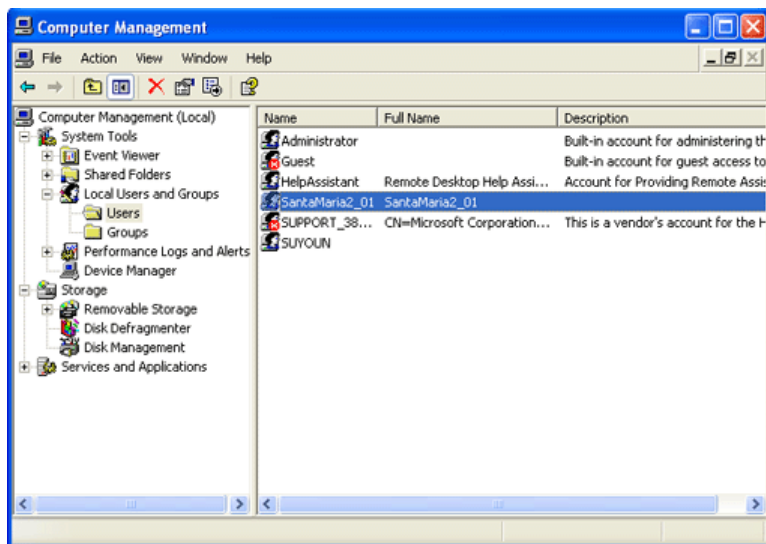 Computer Management
File Action View Window Help
Computer Management (Local)
System Tools
Event Viewer
Shared Folders
Local Users and Groups
Users
Groups
Performance Logs and Alerts
Device Manager
Storage
Removable Storage
Disk Defragmenter
Disk Management
Services and Applications
Name Full Name Description
Administrator Built-in account for administering th
Guest Built-in account for guest access to
HelpAssistant Remote Desktop Help Assi... Account for Providing Remote Assis
SantaMaria2_01 SantaMaria2_01
SUPPORT_38... CN=Microsoft Corporation... This is a vendor's account for the H
SUYOUN